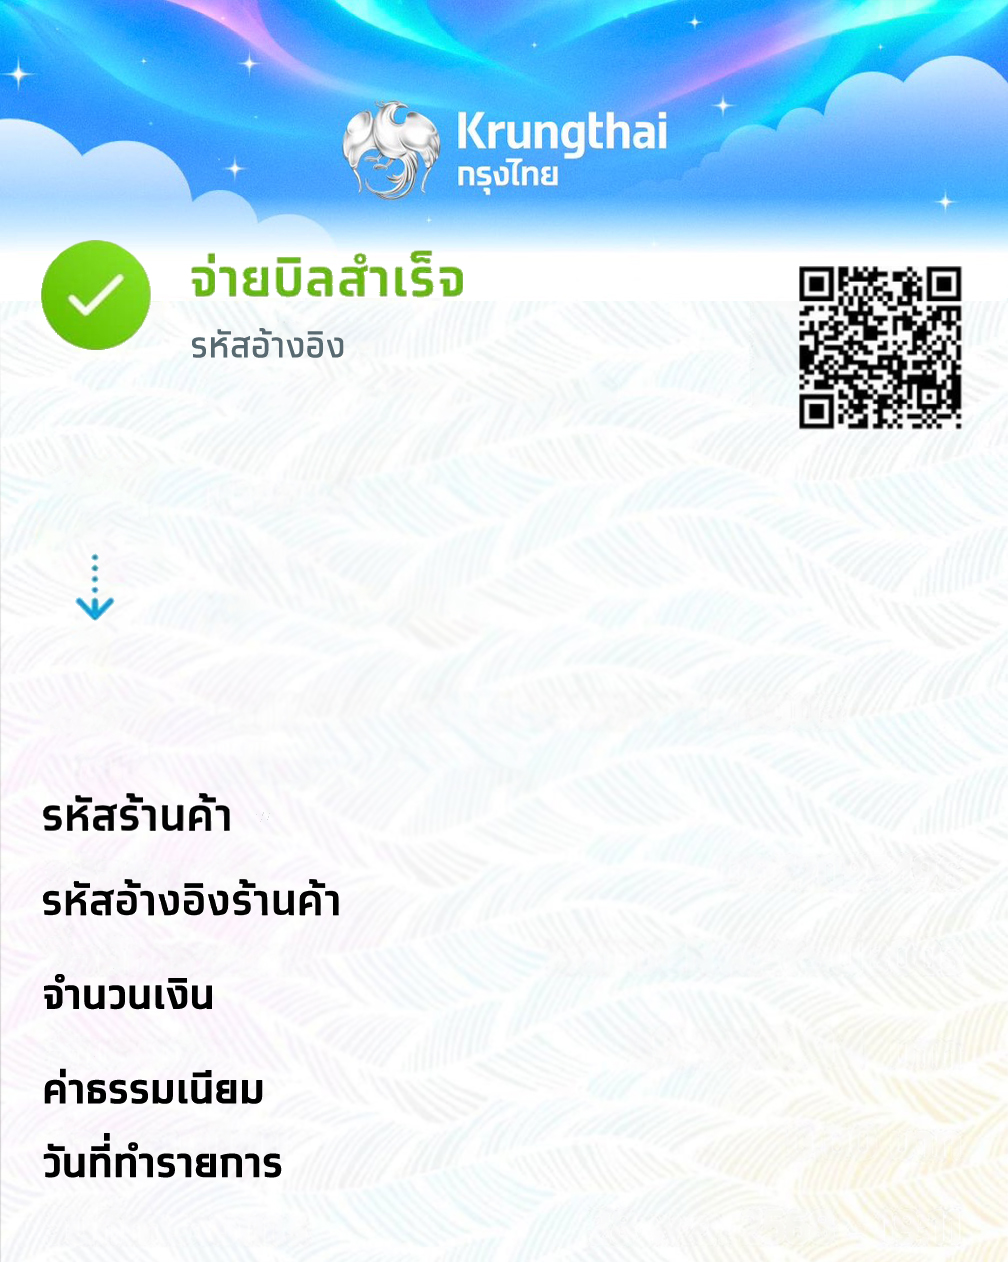 Krungthai
กรุงไทย
จ่ายบิลสำเร็จ
รหัสอ้างอิง
รหัสร้านค้า
รหัสอ้างอิงร้านค้า
จำนวนเงิน
ค่าธรรมเนียม
วันที่ทำรายการ